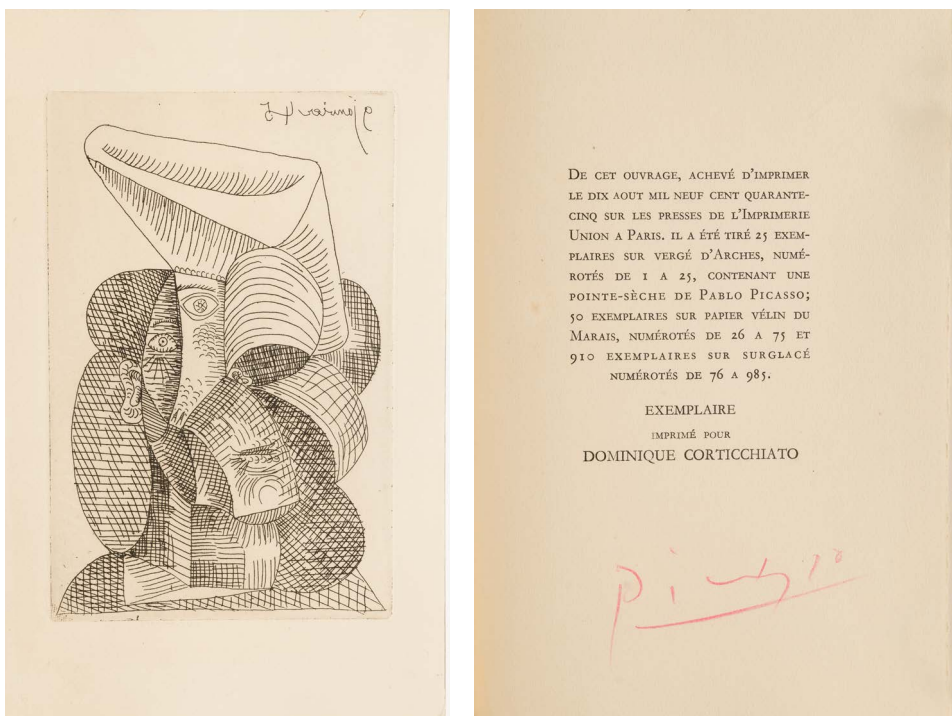 9 janvier 45
DE CET OUVRAGE, ACHEVÉ D'IMPRIMER
LE DIX AOUT MIL NEUF CENT QUARANTE-
CINQ SUR LES PRESSES DE L'IMPRIMERIE
UNION A PARIS. IL A ÉTÉ TIRÉ 25 EXEM-
PLAIRES SUR VERGÉ D'ARCHES, NUMÉ-
ROTÉS DE 1 A 25, CONTENANT UNE
POINTE-SÈCHE DE PABLO PICASSO;
50 EXEMPLAIRES SUR PAPIER VÉLIN DU
MARAIS, NUMÉROTÉS DE 26 A 75 ET
910 EXEMPLAIRES SUR SURGLACÉ
NUMÉROTÉS DE 76 A 985.
EXEMPLAIRE
IMPRIMÉ POUR
DOMINIQUE CORTICCHIATO
Picasso